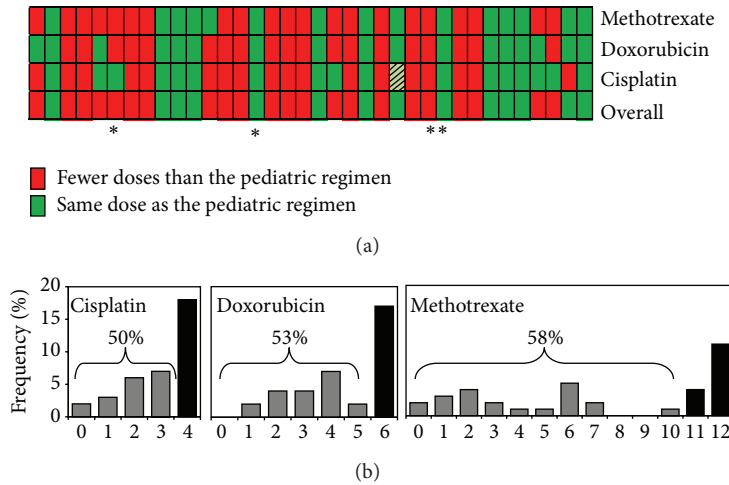 Methotrexate
Doxorubicin
Cisplatin
Overall
* * * *
Fewer doses than the pediatric regimen
Same dose as the pediatric regimen
(a)
Frequency (%)
20
15
10
5
0
Cisplatin
50%
0 1 2 3 4
Doxorubicin
53%
0 1 2 3 4 5 6
Methotrexate
58%
0 1 2 3 4 5 6 7 8 9 10 11 12
(b)